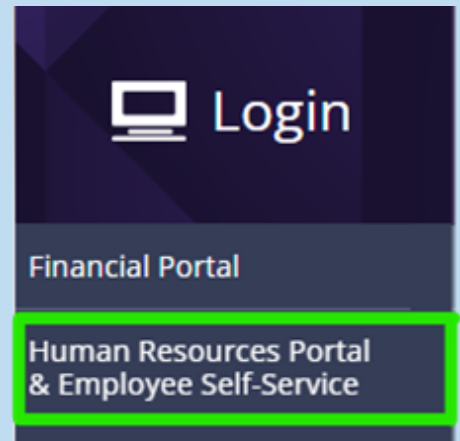 Login
Financial Portal
Human Resources Portal
& Employee Self-Service